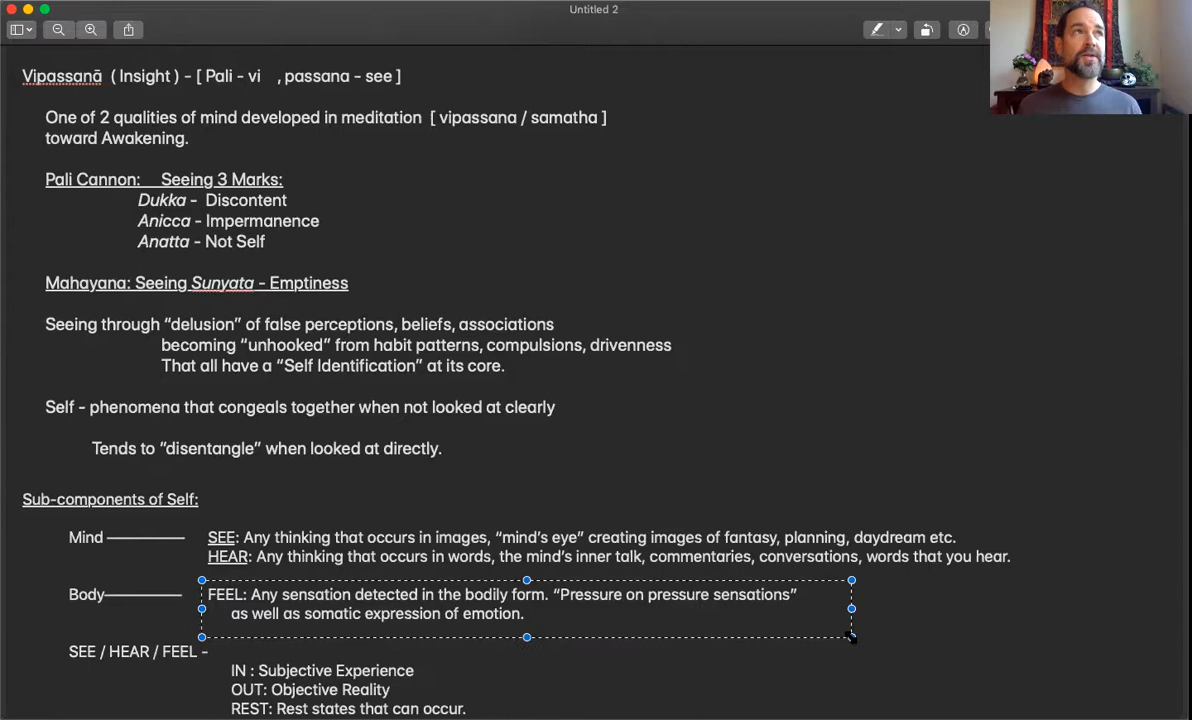 Untitled 2
Vipassanā ( Insight ) - [ Pali - vi , passana - see ]
One of 2 qualities of mind developed in meditation [ vipassana / samatha ]
toward Awakening.
Pali Cannon: Seeing 3 Marks:
Dukka - Discontent
Anicca - Impermanence
Anatta - Not Self
Mahayana: Seeing Sunyata - Emptiness
Seeing through “delusion” of false perceptions, beliefs, associations
becoming “unhooked” from habit patterns, compulsions, drivenness
That all have a “Self Identification” at its core.
Self - phenomena that congeals together when not looked at clearly
Tends to “disentangle” when looked at directly.
Sub-components of Self:
Mind SEE: Any thinking that occurs in images, “mind’s eye” creating images of fantasy, planning, daydream etc.
HEAR: Any thinking that occurs in words, the mind’s inner talk, commentaries, conversations, words that you hear.
Body FEEL: Any sensation detected in the bodily form. “Pressure on pressure sensations”
as well as somatic expression of emotion.
SEE / HEAR / FEEL -
IN : Subjective Experience
OUT: Objective Reality
REST: Rest states that can occur.